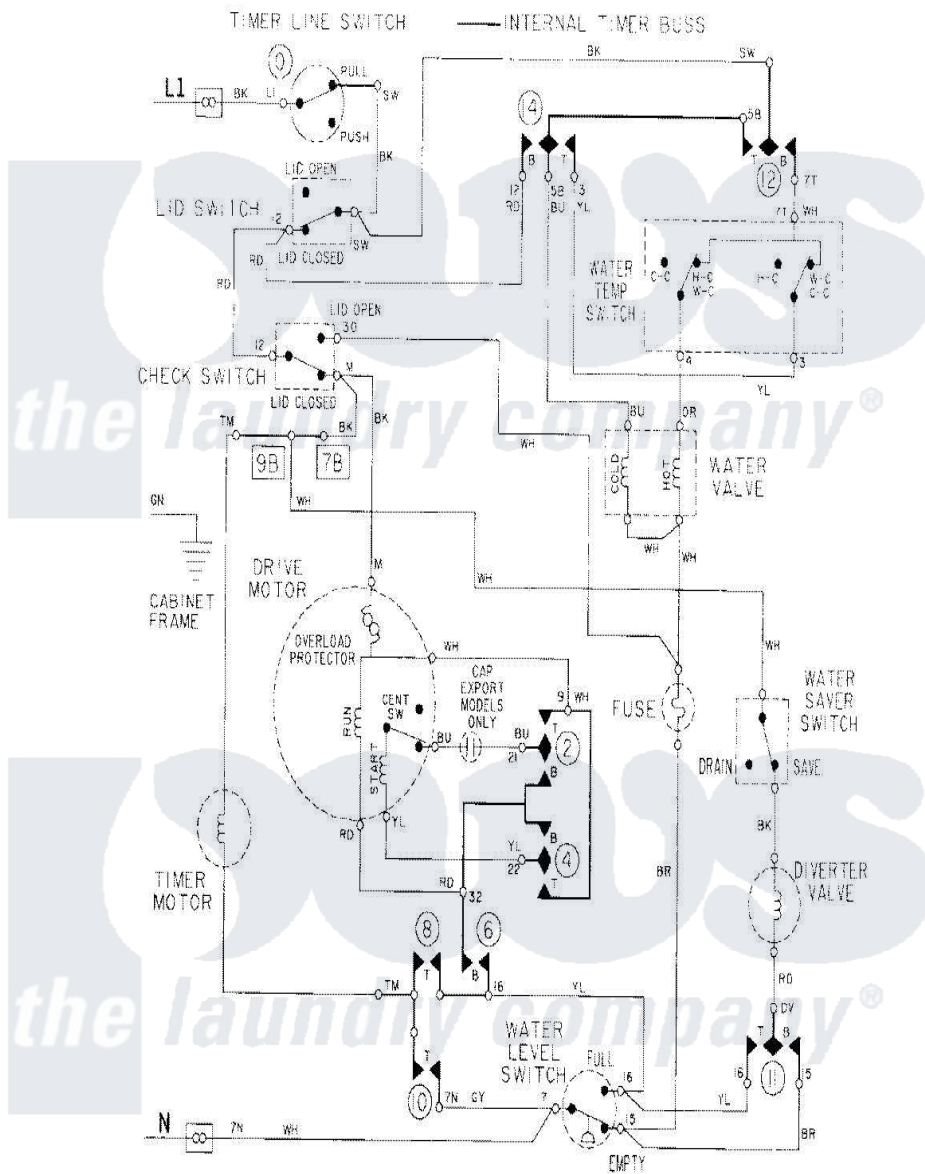 TIMER LINE SWITCH
INTERNAL TIMER BUSS
BK
SW
0
PULL
L1
BK
L1
SW
PUSH
BK
14
5B
B
T
T
B
12
LID OPEN
12
5B
3
7T
RD
BU
YL
LID SWITCH
12
SW
7T
WH
LID CLOSED
RD
RD
WATER
TEMP
SWITCH
C-C
H-C
W-C
H-C
W-C
C-C
LID OPEN
30
12
M
4
3
CHECK SWITCH
YL
LID CLOSED
the laundry company®
TM
BK
BK
BU
OR
9B
7B
WH
COLD
HOT
WATER
VALVE
GN
WH
WH
WH
DRIVE
MOTOR
M
WH
CABINET
FRAME
OVERLOAD
PROTECTOR
WH
WH
CAP
EXPORT
MODELS
ONLY
9
WH
FUSE
WATER
SAVER
SWITCH
RUN
CENT
SW
T
BU
BU
2
21
DRAIN
SAVE
START
B
BK
B
RD
YL
YL
4
22
T
BR
TIMER
MOTOR
RD
32
DIVERTER
VALVE
8
6
T
B
RD
TM
16
YL
DV
the laundry company®
WATER
LEVEL
SWITCH
T
B
T
FULL
16
16
11
15
10
7N
GY
7
YL
N
7N
WH
15
BR
EMPTY